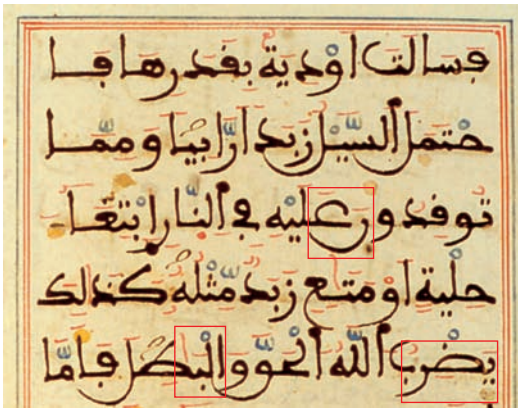 فسالت اودية بقدرها فا
حتمل السيل زبدا رابيا ومما
توقدون عليه في النار ابتغاء
حلية او متع زبد مثله كذلك
يضرب الله الحق والبطل فاما